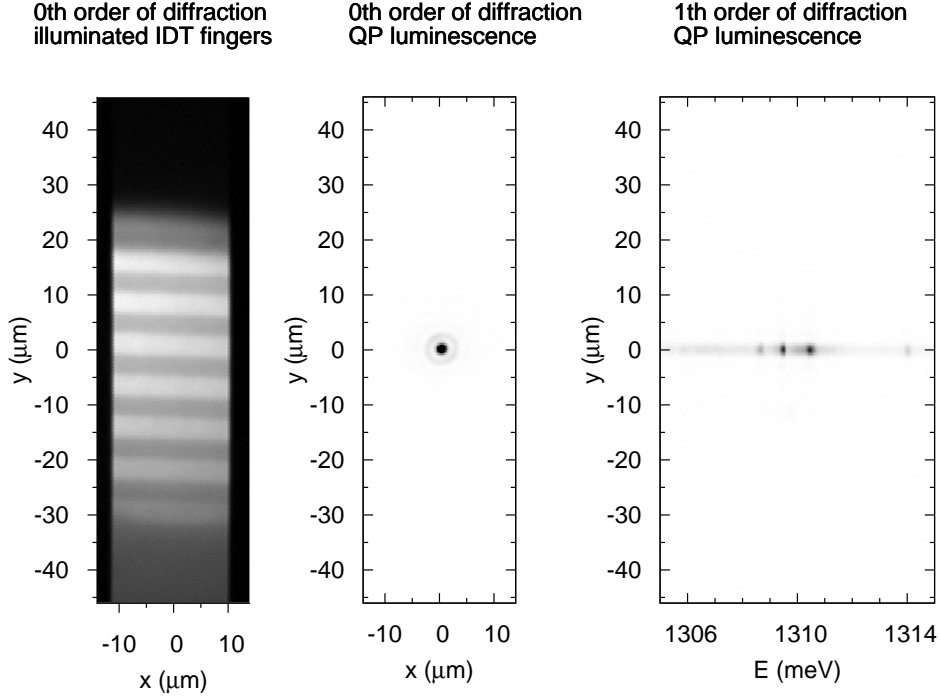 0th order of diffraction
illuminated IDT fingers
0th order of diffraction
QP luminescence
1th order of diffraction
QP luminescence
40
30
20
10
0
-10
-20
-30
-40
y (μm)
-10 0 10
x (μm)
40
30
20
10
0
-10
-20
-30
-40
y (μm)
-10 0 10
x (μm)
40
30
20
10
0
-10
-20
-30
-40
y (μm)
1306 1310 1314
E (meV)